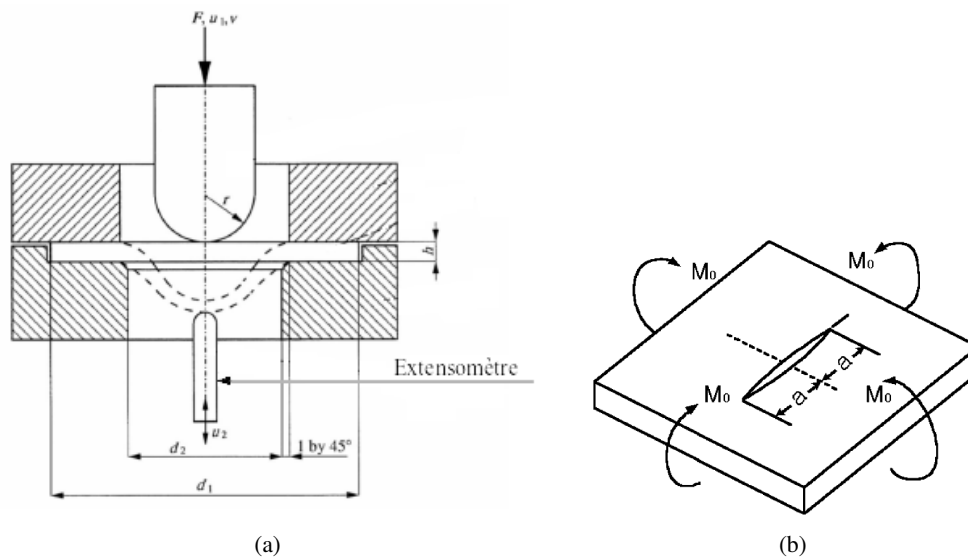 F, u₁, v
r
h
Extensomètre
u₂
d₂
1 by 45°
d₁
(a)
M₀
M₀
M₀
M₀
a
a
(b)